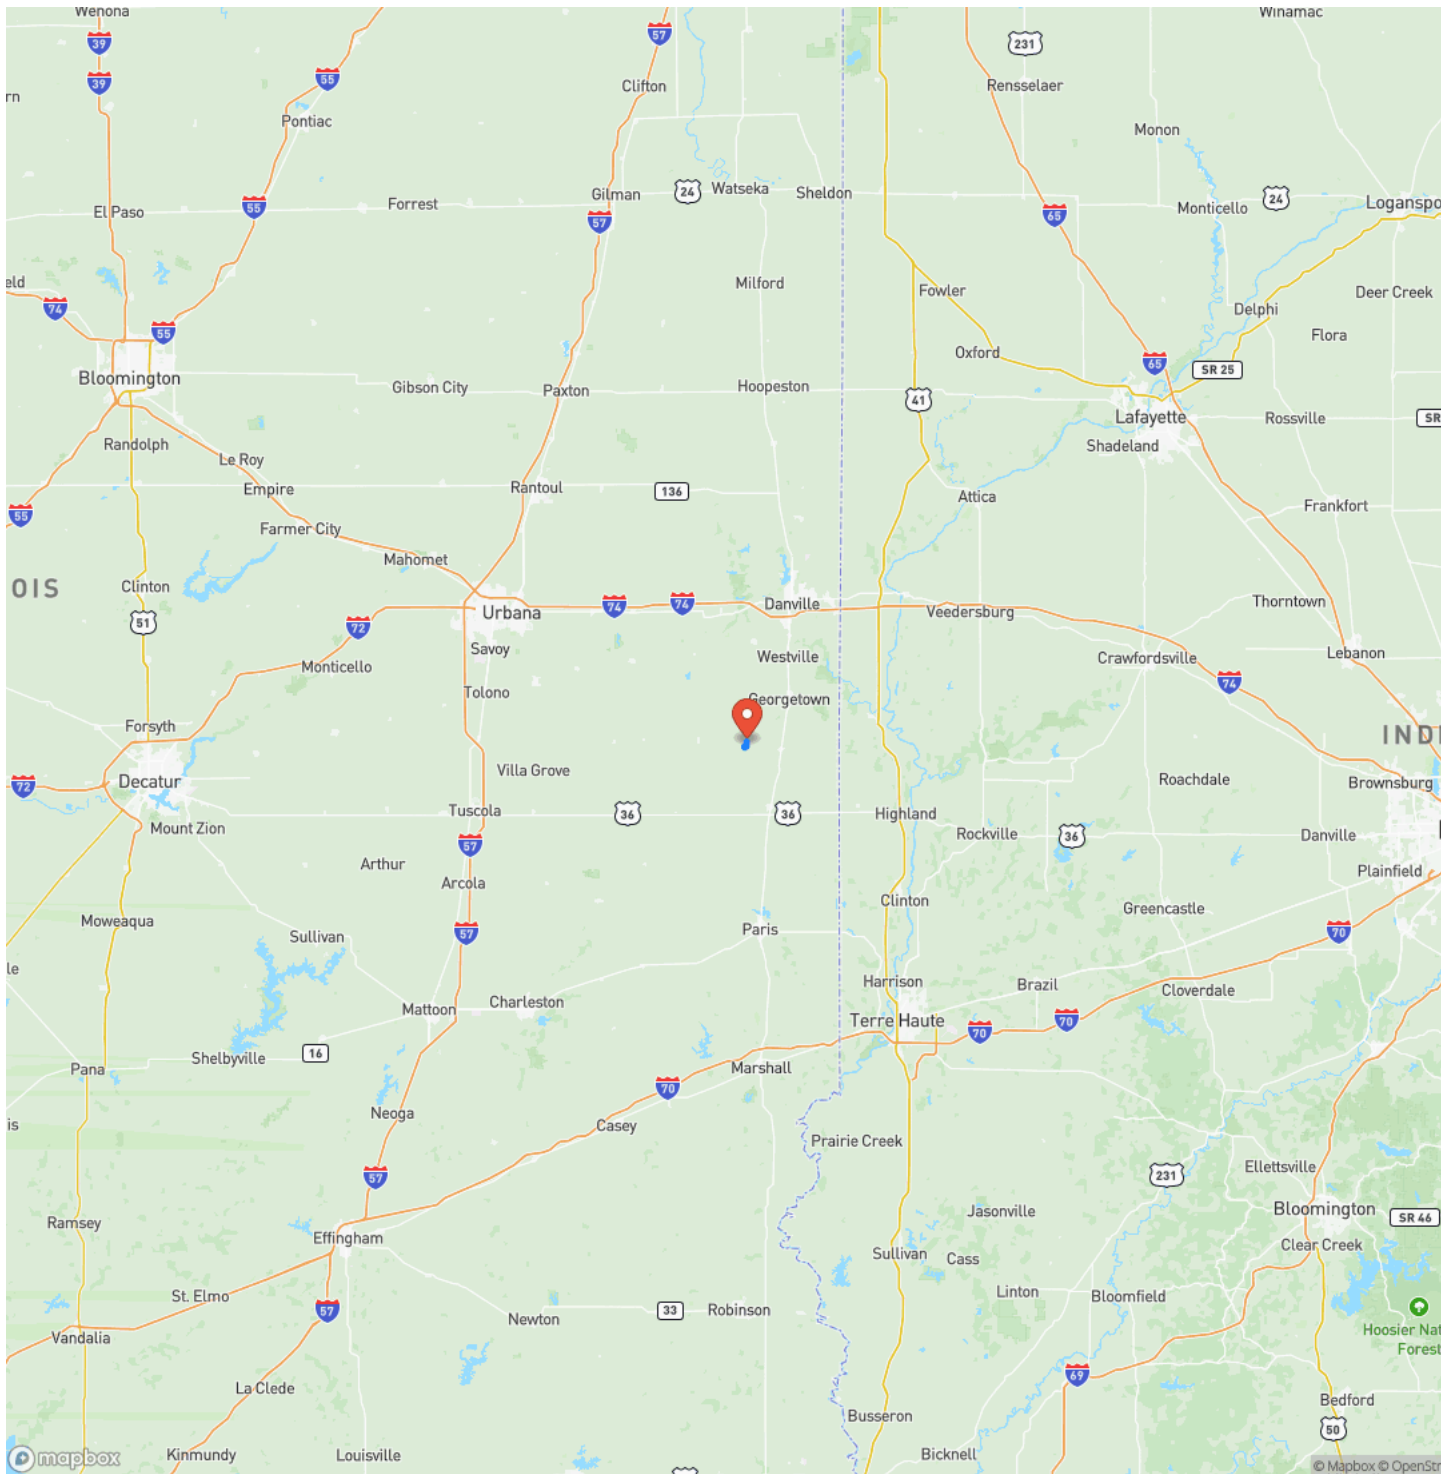 Wenona
57
231
Winamac
39
55
39
Clifton
Rensselaer
rn
Pontiac
Monon
24
Watseka
Sheldon
Gilman
Forrest
55
El Paso
57
65
Monticello
24
Loganspo
eld
Milford
Fowler
Deer Creek
74
55
Delphi
Flora
Oxford
65
SR 25
Bloomington
Gibson City
Paxton
Hoopeston
41
Lafayette
Rossville
SR
Randolph
Shadeland
Le Roy
Empire
Rantoul
136
Attica
Frankfort
55
Farmer City
Mahomet
OIS
Clinton
51
Urbana
74
74
Danville
Veedersburg
Thorntown
72
Savoy
Westville
Crawfordsville
Lebanon
Monticello
Tolono
Georgetown
74
Forsyth
INDI
Villa Grove
72
Decatur
Roachdale
Brownsburg
Tuscola
36
36
Highland
Mount Zion
Rockville
36
Danville
57
Arthur
Arcola
Plainfield
Clinton
Greencastle
Moweaqua
Sullivan
57
Paris
70
le
Harrison
Brazil
Cloverdale
Mattoon
Charleston
Terre Haute
70
70
Shelbyville
16
Pana
Marshall
70
Neoga
is
Casey
Prairie Creek
57
231
Ellettsville
Ramsey
Jasonville
Bloomington
SR 46
Effingham
Sullivan
Cass
Clear Creek
St. Elmo
57
Linton
Bloomfield
33
Robinson
Newton
Vandalia
Hoosier Nat
Forest
La Clede
69
Bedford
Busseron
50
Kinmundy
Louisville
Bicknell
mapbox
© Mapbox © OpenStr